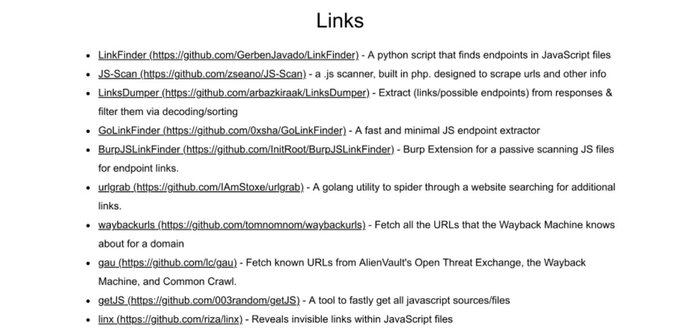 Links
LinkFinder (https://github.com/GerbenJavado/LinkFinder) - A python script that finds endpoints in JavaScript files
JS-Scan (https://github.com/zseano/JS-Scan) - a .js scanner, built in php. designed to scrape urls and other info
LinksDumper (https://github.com/arbazkiraak/LinksDumper) - Extract (links/possible endpoints) from responses &
filter them via decoding/sorting
GoLinkFinder (https://github.com/0xsha/GoLinkFinder) - A fast and minimal JS endpoint extractor
BurpJSLinkFinder (https://github.com/InitRoot/BurpJSLinkFinder) - Burp Extension for a passive scanning JS files
for endpoint links.
urlgrab (https://github.com/IAmStoxe/urlgrab) - A golang utility to spider through a website searching for additional
links.
waybackurls (https://github.com/tomnomnom/waybackurls) - Fetch all the URLs that the Wayback Machine knows
about for a domain
gau (https://github.com/lc/gau) - Fetch known URLs from AlienVault's Open Threat Exchange, the Wayback
Machine, and Common Crawl.
getJS (https://github.com/003random/getJS) - A tool to fastly get all javascript sources/files
linx (https://github.com/riza/linx) - Reveals invisible links within JavaScript files